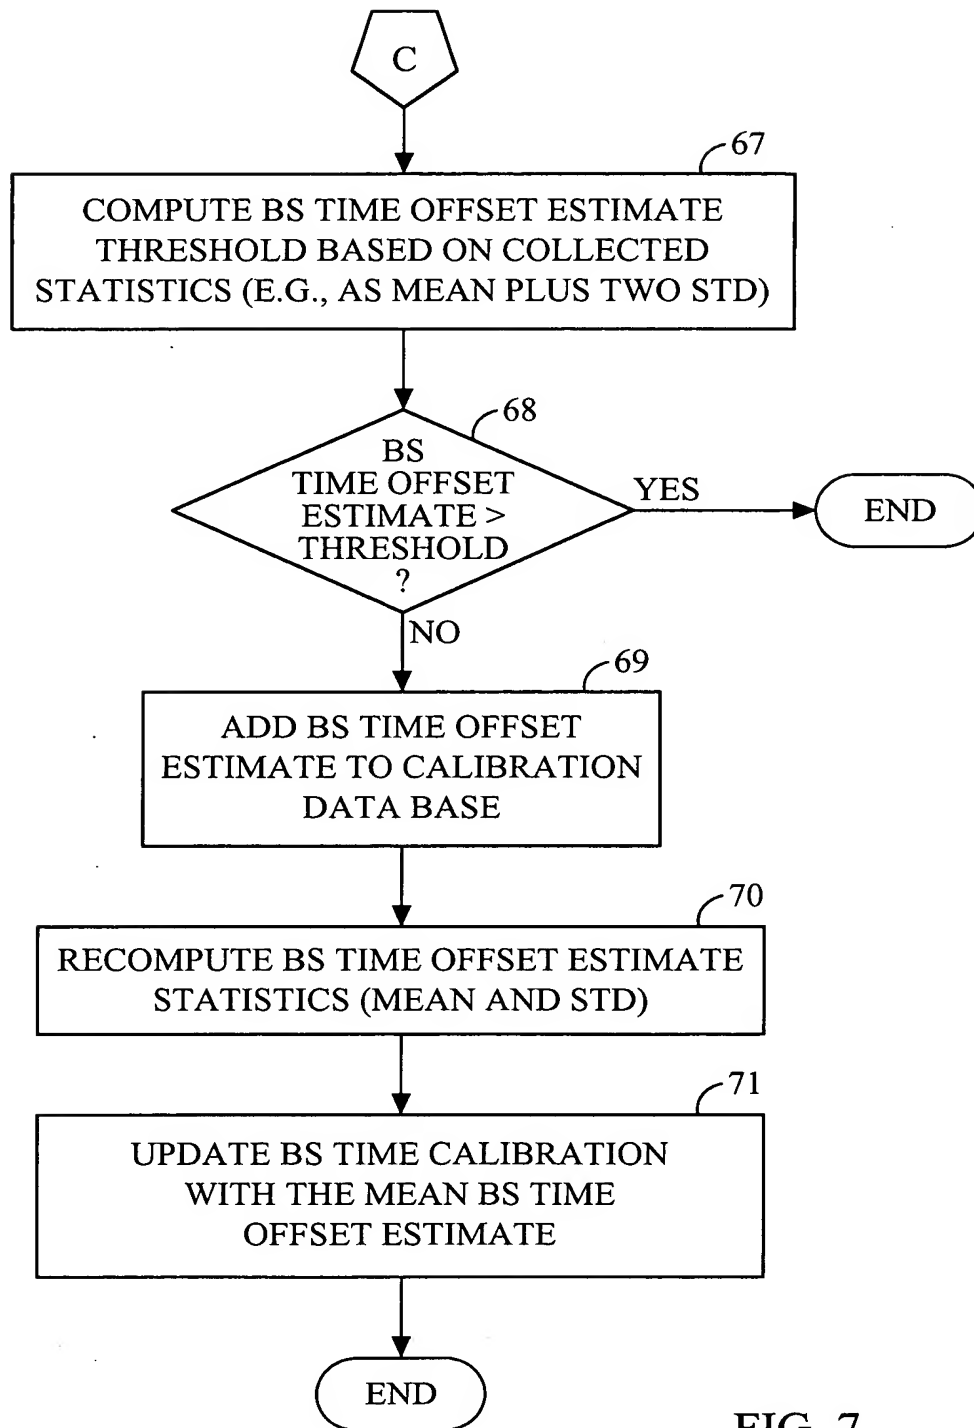 C
67
COMPUTE BS TIME OFFSET ESTIMATE
THRESHOLD BASED ON COLLECTED
STATISTICS (E.G., AS MEAN PLUS TWO STD)
68
BS
TIME OFFSET
ESTIMATE >
THRESHOLD
?
YES
END
NO
69
ADD BS TIME OFFSET
ESTIMATE TO CALIBRATION
DATA BASE
70
RECOMPUTE BS TIME OFFSET ESTIMATE
STATISTICS (MEAN AND STD)
71
UPDATE BS TIME CALIBRATION
WITH THE MEAN BS TIME
OFFSET ESTIMATE
END
FIG. 7